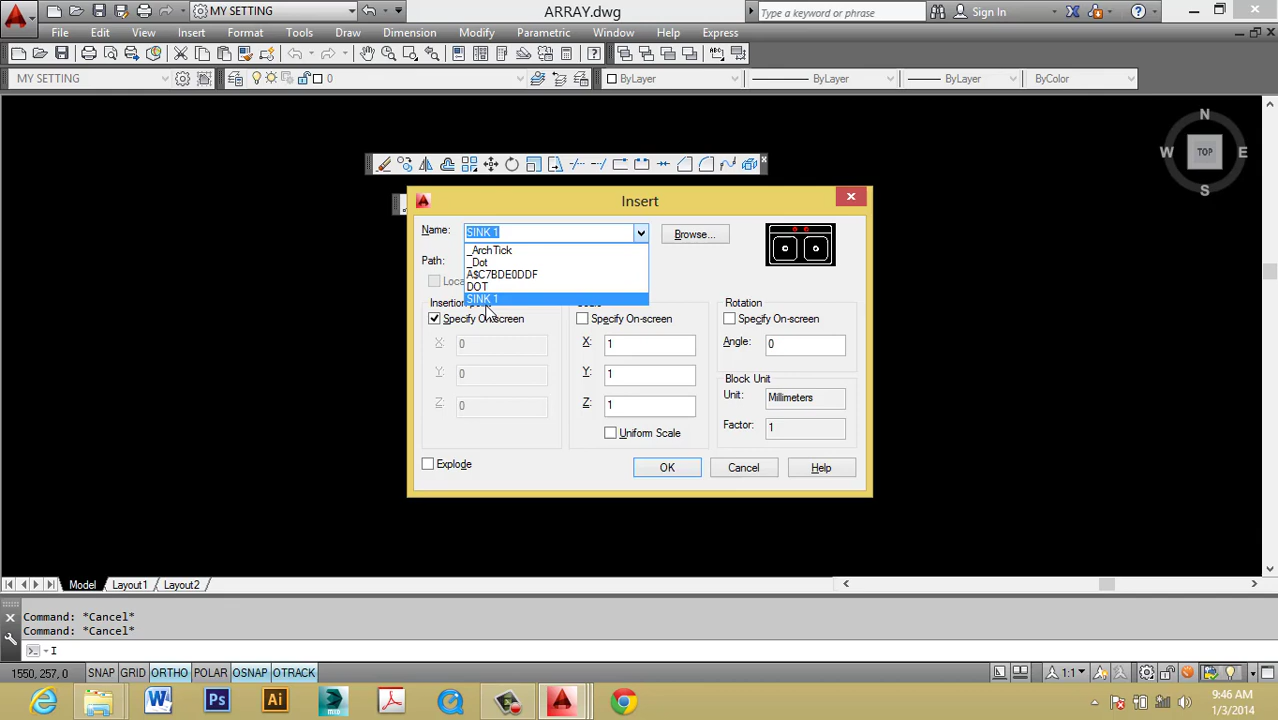 MY SETTING
ARRAY.dwg
Type a keyword or phrase
Sign In
File Edit View Insert Format Tools Draw Dimension Modify Parametric Window Help Express
MY SETTING
0
ByLayer
ByLayer
ByLayer
ByColor
N
W TOP E
S
Insert
Name: SINK 1
Browse...
_ArchTick
_Dot
A$C7BDE0DDF
DOT
SINK 1
Path:
Loca
Insertion
Rotation
Specify On-screen
Specify On-screen
Specify On-screen
X: 0
X: 1
Angle: 0
Y: 0
Y: 1
Block Unit
Unit: Millimeters
Z: 0
Z: 1
Factor: 1
Uniform Scale
Explode
OK
Cancel
Help
Model Layout1 Layout2
Command: *Cancel*
Command: *Cancel*
I
1550, 257, 0
SNAP GRID ORTHO POLAR OSNAP OTRACK
1:1
W Ps Ai
9:46 AM
1/3/2014